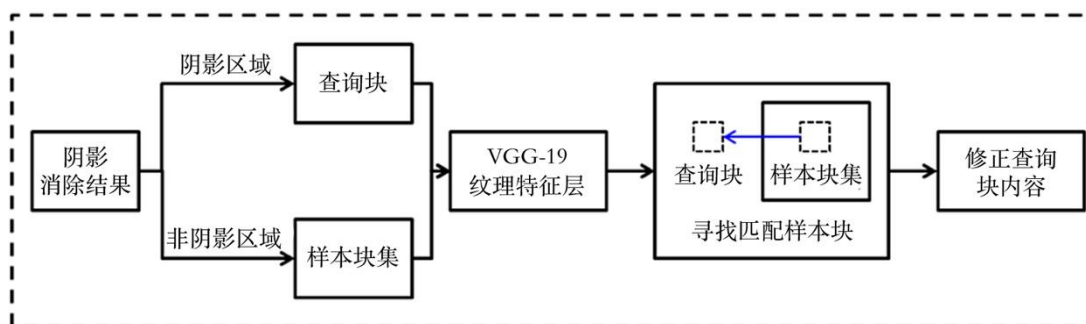 阴影
消除结果
阴影区域
查询块
非阴影区域
样本块集
VGG-19
纹理特征层
查询块
样本块集
寻找匹配样本块
修正查询
块内容